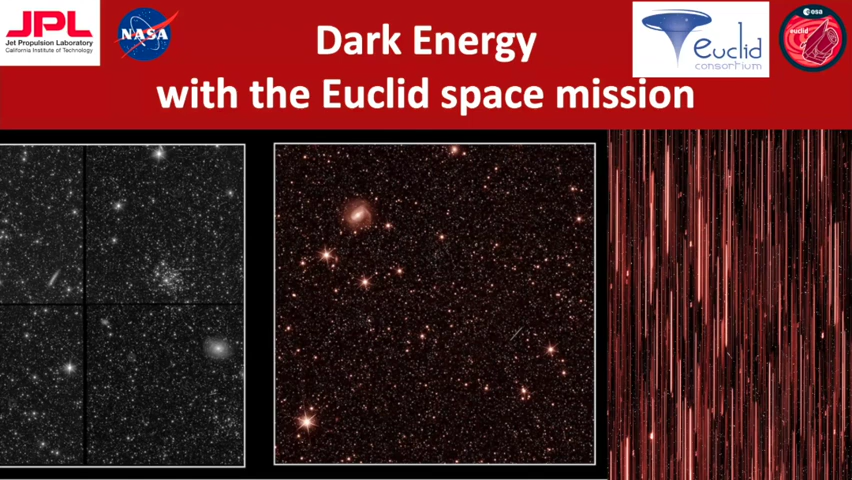 JPL
Jet Propulsion Laboratory
California Institute of Technology
NASA
Dark Energy
with the Euclid space mission
euclid
consortium
esa
euclid